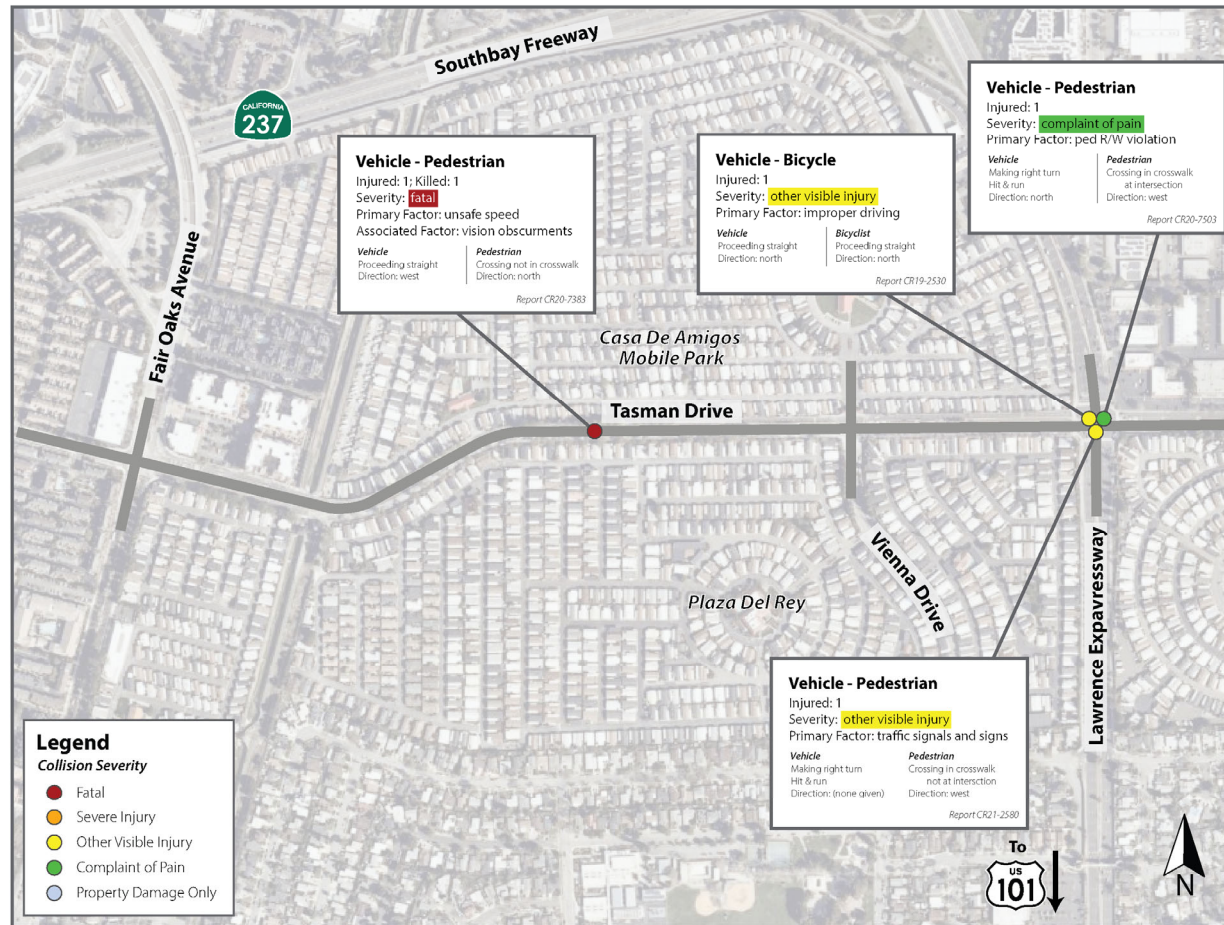 Southbay Freeway
CALIFORNIA
237
Fair Oaks Avenue
Vehicle - Pedestrian
Injured: 1; Killed: 1
Severity: fatal
Primary Factor: unsafe speed
Associated Factor: vision obscurments
Vehicle
Proceeding straight
Direction: west
Pedestrian
Crossing not in crosswalk
Direction: north
Report CR20-7383
Vehicle - Bicycle
Injured: 1
Severity: other visible injury
Primary Factor: improper driving
Vehicle
Proceeding straight
Direction: north
Bicyclist
Proceeding straight
Direction: north
Report CR19-2530
Vehicle - Pedestrian
Injured: 1
Severity: complaint of pain
Primary Factor: ped R/W violation
Vehicle
Making right turn
Hit & run
Direction: north
Pedestrian
Crossing in crosswalk
at intersection
Direction: west
Report CR20-7503
Casa De Amigos
Mobile Park
Tasman Drive
Vienna Drive
Plaza Del Rey
Lawrence Expavressway
Vehicle - Pedestrian
Injured: 1
Severity: other visible injury
Primary Factor: traffic signals and signs
Vehicle
Making right turn
Hit & run
Direction: (none given)
Pedestrian
Crossing in crosswalk
not at intersction
Direction: west
Report CR21-2580
Legend
Collision Severity
Fatal
Severe Injury
Other Visible Injury
Complaint of Pain
Property Damage Only
To
US
101
N